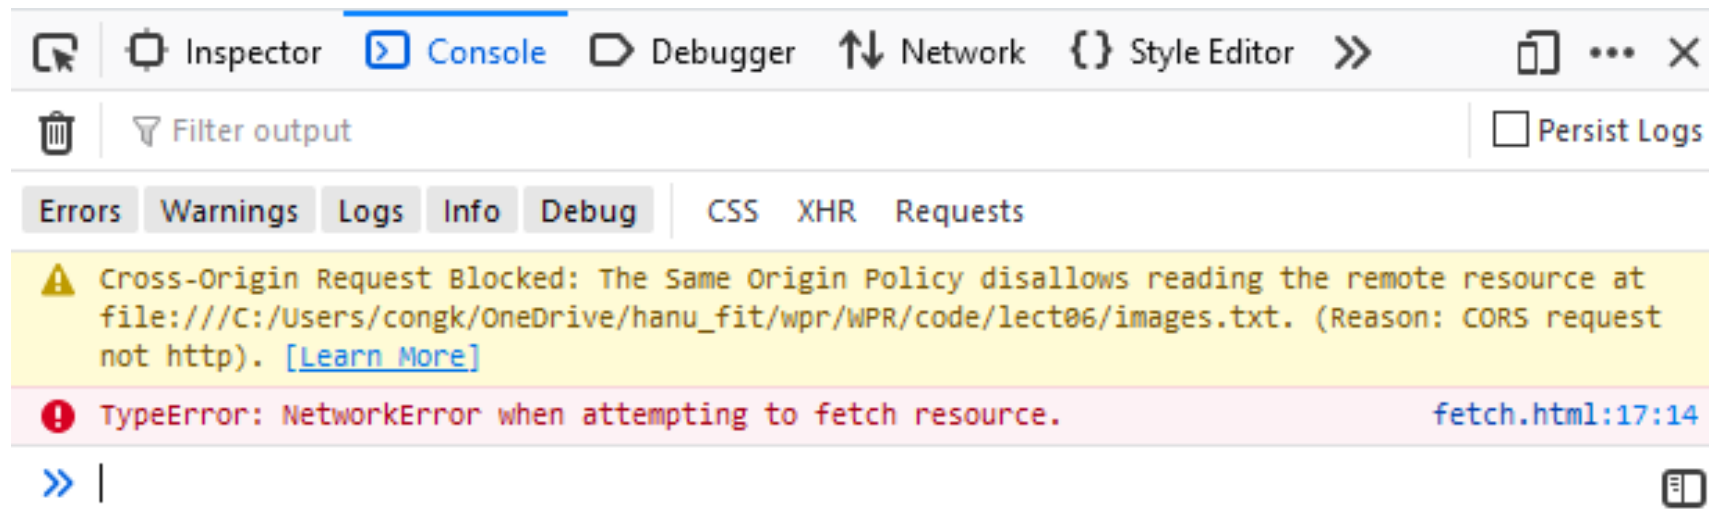 Inspector Console Debugger Network Style Editor
Filter output Persist Logs
Errors Warnings Logs Info Debug CSS XHR Requests
Cross-Origin Request Blocked: The Same Origin Policy disallows reading the remote resource at
file:///C:/Users/congk/OneDrive/hanu_fit/wpr/WPR/code/lect06/images.txt. (Reason: CORS request
not http). [Learn More]
TypeError: NetworkError when attempting to fetch resource. fetch.html:17:14